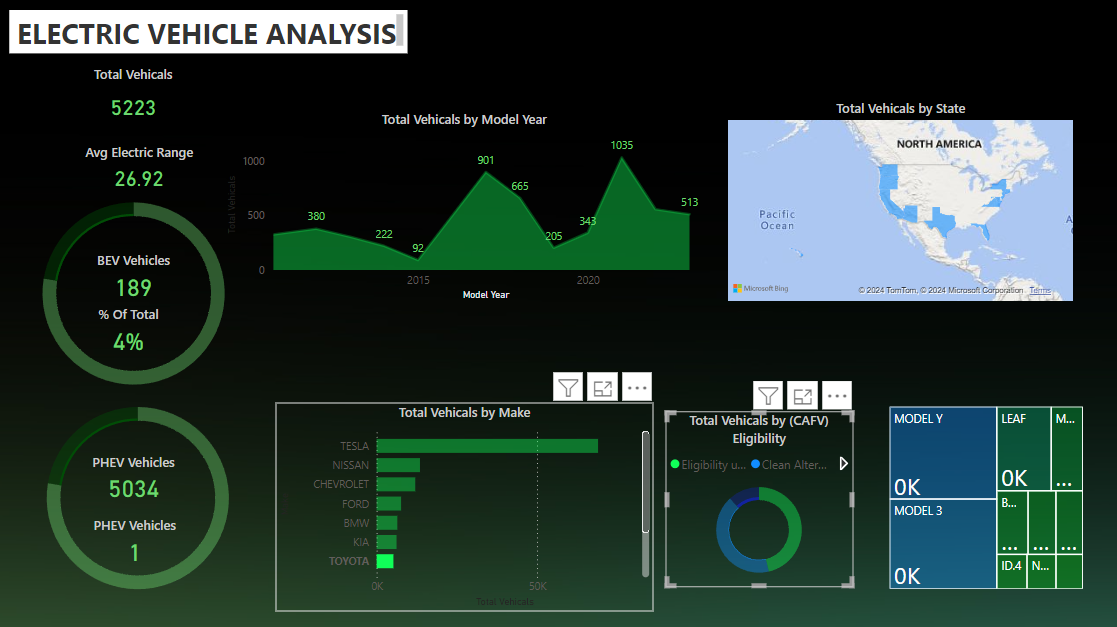 ELECTRIC VEHICLE ANALYSIS
Total Vehicals
5223
Avg Electric Range
26.92
BEV Vehicles
189
% Of Total
4%
PHEV Vehicles
5034
PHEV Vehicles
1
Total Vehicals by Model Year
Total Vehicals
1000
500
0
380
222
92
901
665
205
343
1035
513
2015
2020
Model Year
Total Vehicals by State
NORTH AMERICA
Pacific
Ocean
A
Microsoft Bing
© 2024 TomTom, © 2024 Microsoft Corporation Terms
Total Vehicals by Make
TESLA
NISSAN
CHEVROLET
FORD
BMW
KIA
TOYOTA
0K
50K
Total Vehicals
Total Vehicals by (CAFV)
Eligibility
Eligibility u...
Clean Alter...
MODEL Y
0K
MODEL 3
0K
LEAF
0K
M...
...
B...
...
...
...
ID.4
N...